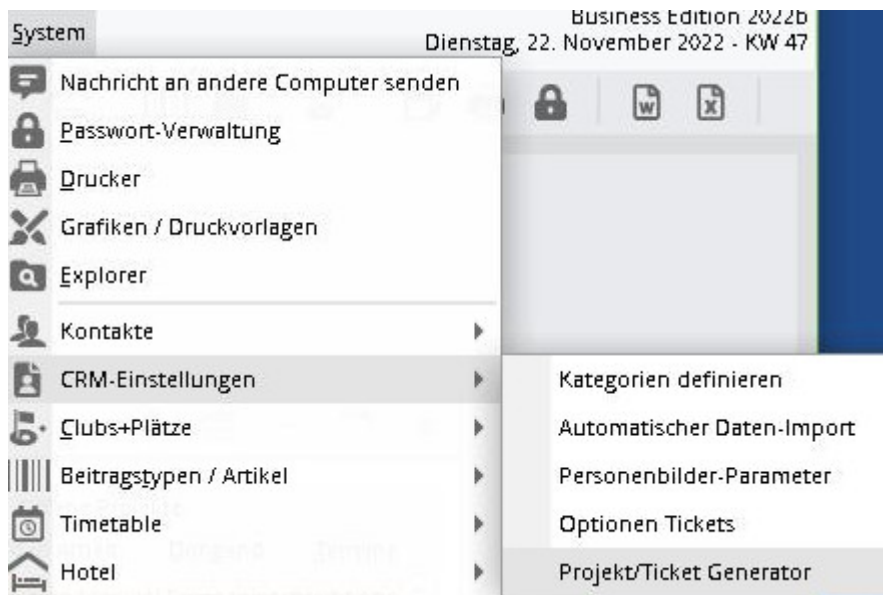 Business Edition 2022b
System
Dienstag, 22. November 2022 - KW 47
Nachricht an andere Computer senden
Passwort-Verwaltung
Drucker
Grafiken / Druckvorlagen
Explorer
Kontakte
CRM-Einstellungen
Kategorien definieren
Clubs+Plätze
Automatischer Daten-Import
Beitragstypen / Artikel
Personenbilder-Parameter
Timetable
Optionen Tickets
Hotel
Projekt/Ticket Generator